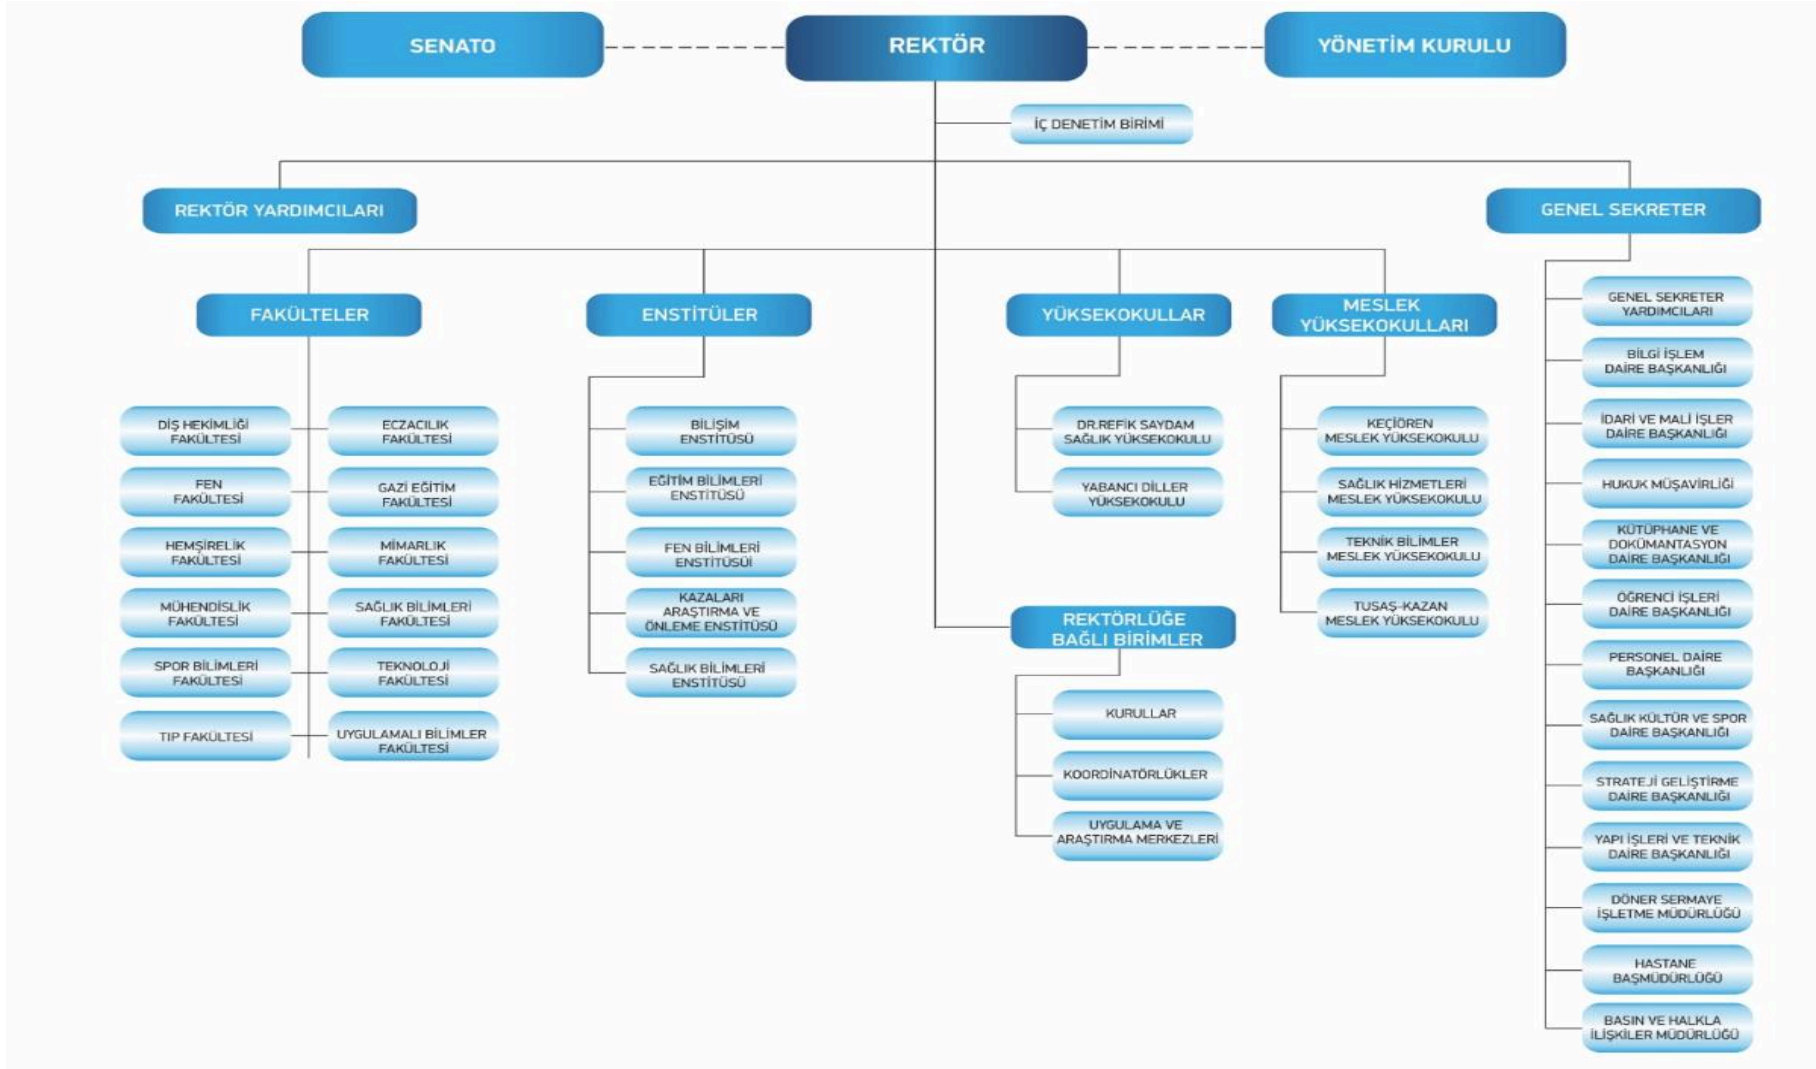 SENATO
REKTÖR
YÖNETİM KURULU
İÇ DENETİM BİRİMİ
REKTÖR YARDIMCILARI
GENEL SEKRETER
FAKÜLTELER
DİŞ HEKİMLİĞİ
FAKÜLTESİ
ECZACILIK
FAKÜLTESİ
FEN
FAKÜLTESİ
GAZİ EĞİTİM
FAKÜLTESİ
HEMŞİRELİK
FAKÜLTESİ
MİMARLIK
FAKÜLTESİ
MÜHENDİSLİK
FAKÜLTESİ
SAĞLIK BİLİMLERİ
FAKÜLTESİ
SPOR BİLİMLERİ
FAKÜLTESİ
TEKNOLOJİ
FAKÜLTESİ
TIP FAKÜLTESİ
UYGULAMALI BİLİMLER
FAKÜLTESİ
ENSTİTÜLER
BİLİŞİM
ENSTİTÜSÜ
EĞİTİM BİLİMLERİ
ENSTİTÜSÜ
FEN BİLİMLERİ
ENSTİTÜSÜİ
KAZALARI
ARAŞTIRMA VE
ÖNLEME ENSTİTÜSÜ
SAĞLIK BİLİMLERİ
ENSTİTÜSÜ
YÜKSEKOKULLAR
DR.REFİK SAYDAM
SAĞLIK YÜKSEKOKULU
YABANCI DİLLER
YÜKSEKOKULU
MESLEK
YÜKSEKOKULLARI
KEÇİÖREN
MESLEK YÜKSEKOKULU
SAĞLIK HİZMETLERİ
MESLEK YÜKSEKOKULU
TEKNİK BİLİMLER
MESLEK YÜKSEKOKULU
TUSAŞ-KAZAN
MESLEK YÜKSEKOKULU
REKTÖRLÜĞE
BAĞLI BİRİMLER
KURULLAR
KOORDİNATÖRLÜKLER
UYGULAMA VE
ARAŞTIRMA MERKEZLERİ
GENEL SEKRETER
YARDIMCILARI
BİLGİ İŞLEM
DAİRE BAŞKANLIĞI
İDARİ VE MALİ İŞLER
DAİRE BAŞKANLIĞI
HUKUK MÜŞAVİRLİĞİ
KÜTÜPHANE VE
DOKÜMANTASYON
DAİRE BAŞKANLIĞI
ÖĞRENCİ İŞLERİ
DAİRE BAŞKANLIĞI
PERSONEL DAİRE
BAŞKANLIĞI
SAĞLIK KÜLTÜR VE SPOR
DAİRE BAŞKANLIĞI
STRATEJİ GELİŞTİRME
DAİRE BAŞKANLIĞI
YAPI İŞLERİ VE TEKNİK
DAİRE BAŞKANLIĞI
DÖNER SERMAYE
İŞLETME MÜDÜRLÜĞÜ
HASTANE
BAŞMÜDÜRLÜĞÜ
BASIN VE HALKLA
İLİŞKİLER MÜDÜRLÜĞÜ